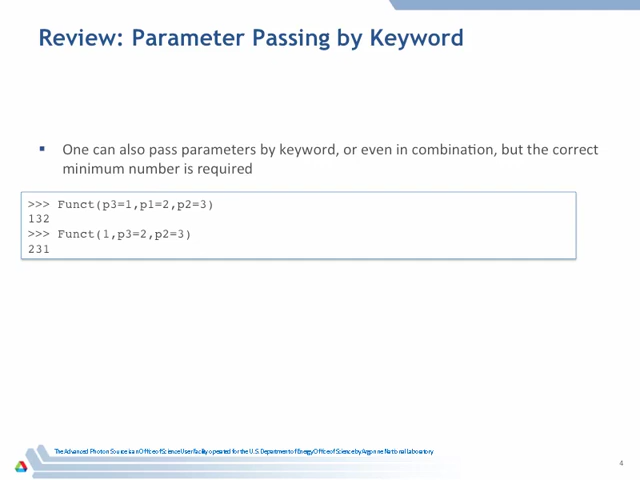 Review: Parameter Passing by Keyword
▪ One can also pass parameters by keyword, or even in combination, but the correct
minimum number is required
>>> Funct(p3=1,p1=2,p2=3)
132
>>> Funct(1,p3=2,p2=3)
231
The Advanced Photon Source is an Office of Science User Facility operated for the U.S. Department of Energy Office of Science by Argonne National Laboratory
4